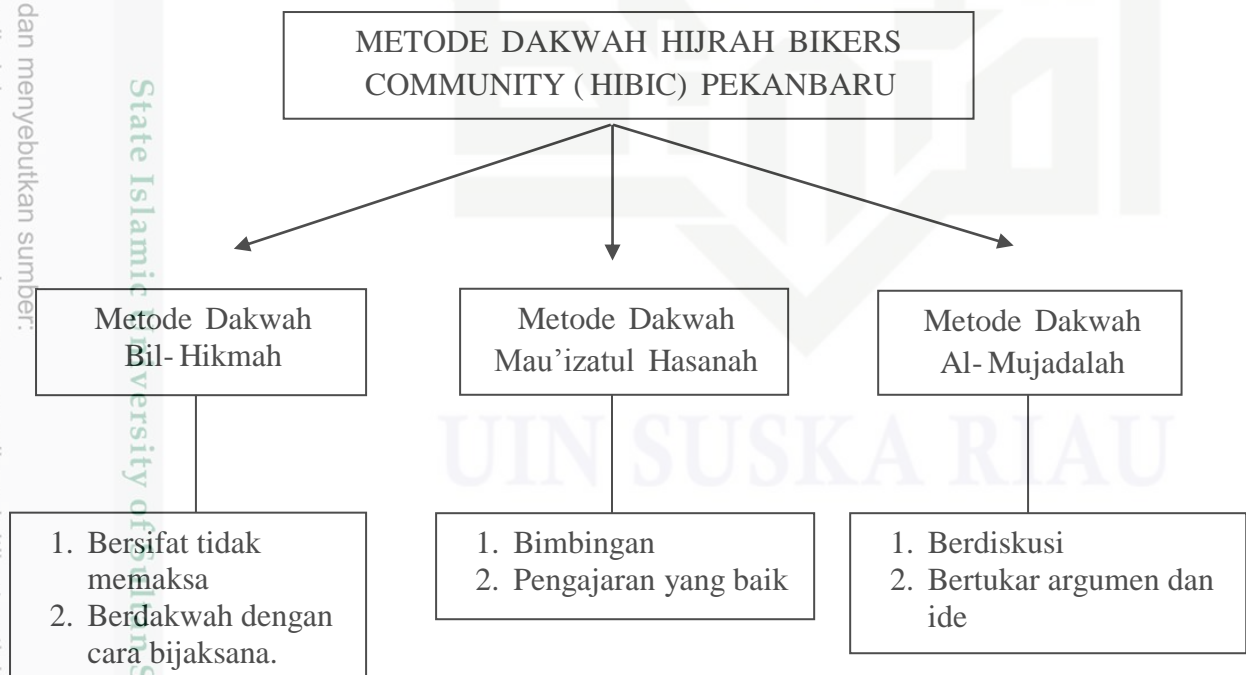 METODE DAKWAH HIJRAH BIKERS
COMMUNITY ( HIBIC) PEKANBARU
Metode Dakwah
Bil- Hikmah
Metode Dakwah
Mau’izatul Hasanah
Metode Dakwah
Al- Mujadalah
1. Bersifat tidak
memaksa
2. Berdakwah dengan
cara bijaksana.
1. Bimbingan
2. Pengajaran yang baik
1. Berdiskusi
2. Bertukar argumen dan
ide
UIN SUSKA RIAU
State Islamic University of Sultan S
dan menyebutkan sumber: